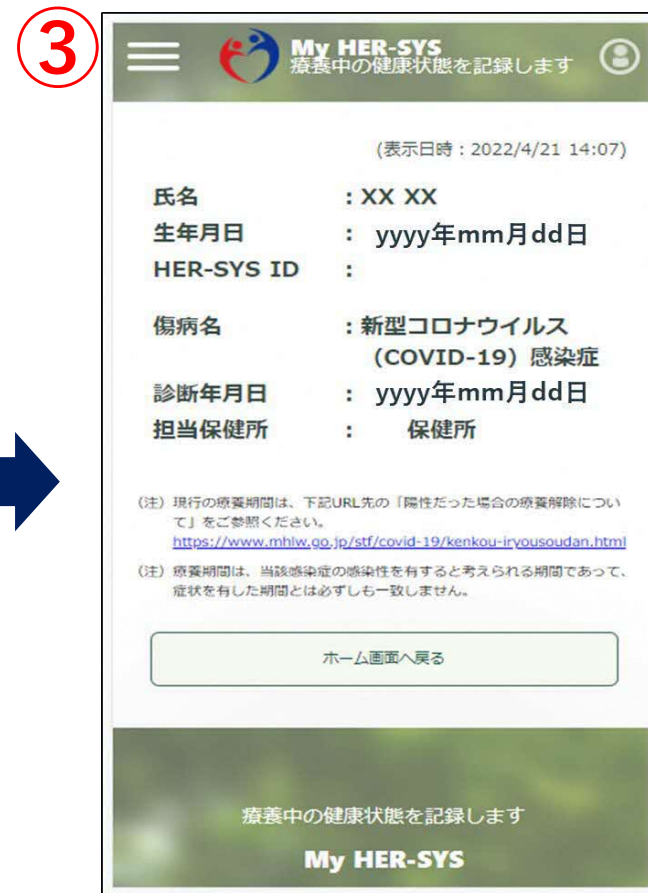 ③
My HER-SYS
療養中の健康状態を記録します
(表示日時：2022/4/21 14:07)
氏名 ：XX XX
生年月日 ： yyyy年mm月dd日
HER-SYS ID ：
傷病名 ：新型コロナウイルス
(COVID-19）感染症
診断年月日 ： yyyy年mm月dd日
担当保健所 ： 保健所
（注）現行の療養期間は、下記URL先の「陽性だった場合の療養解除につい
て」をご参照ください。
https://www.mhlw.go.jp/stf/covid-19/kenkou-iryousoudan.html
（注）療養期間は、当該感染症の感染性を有すると考えられる期間であって、
症状を有した期間とは必ずしも一致しません。
ホーム画面へ戻る
療養中の健康状態を記録します
My HER-SYS